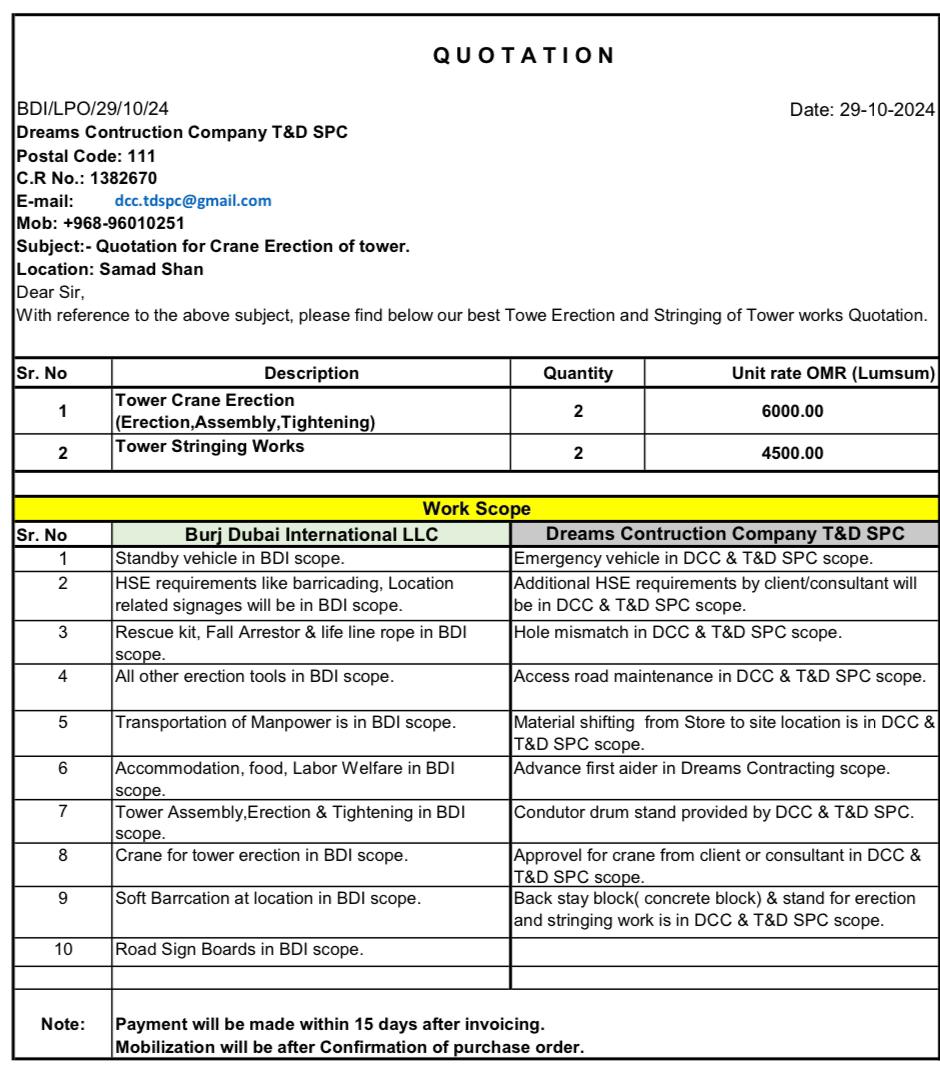 QUOTATION
BDI/LPO/29/10/24 Date: 29-10-2024
Dreams Contruction Company T&D SPC
Postal Code: 111
C.R No.: 1382670
E-mail: dcc.tdspc@gmail.com
Mob: +968-96010251
Subject:- Quotation for Crane Erection of tower.
Location: Samad Shan
Dear Sir,
With reference to the above subject, please find below our best Towe Erection and Stringing of Tower works Quotation.
Sr. No Description Quantity Unit rate OMR (Lumsum)
1 Tower Crane Erection
(Erection,Assembly,Tightening) 2 6000.00
2 Tower Stringing Works 2 4500.00
Work Scope
Sr. No Burj Dubai International LLC Dreams Contruction Company T&D SPC
1 Standby vehicle in BDI scope. Emergency vehicle in DCC & T&D SPC scope.
2 HSE requirements like barricading, Location Additional HSE requirements by client/consultant will
related signages will be in BDI scope. be in DCC & T&D SPC scope.
3 Rescue kit, Fall Arrestor & life line rope in BDI Hole mismatch in DCC & T&D SPC scope.
scope.
4 All other erection tools in BDI scope. Access road maintenance in DCC & T&D SPC scope.
5 Transportation of Manpower is in BDI scope. Material shifting from Store to site location is in DCC &
T&D SPC scope.
6 Accommodation, food, Labor Welfare in BDI Advance first aider in Dreams Contracting scope.
scope.
7 Tower Assembly,Erection & Tightening in BDI Condutor drum stand provided by DCC & T&D SPC.
scope.
8 Crane for tower erection in BDI scope. Approvel for crane from client or consultant in DCC &
T&D SPC scope.
9 Soft Barrcation at location in BDI scope. Back stay block( concrete block) & stand for erection
and stringing work is in DCC & T&D SPC scope.
10 Road Sign Boards in BDI scope.
Note: Payment will be made within 15 days after invoicing.
Mobilization will be after Confirmation of purchase order.